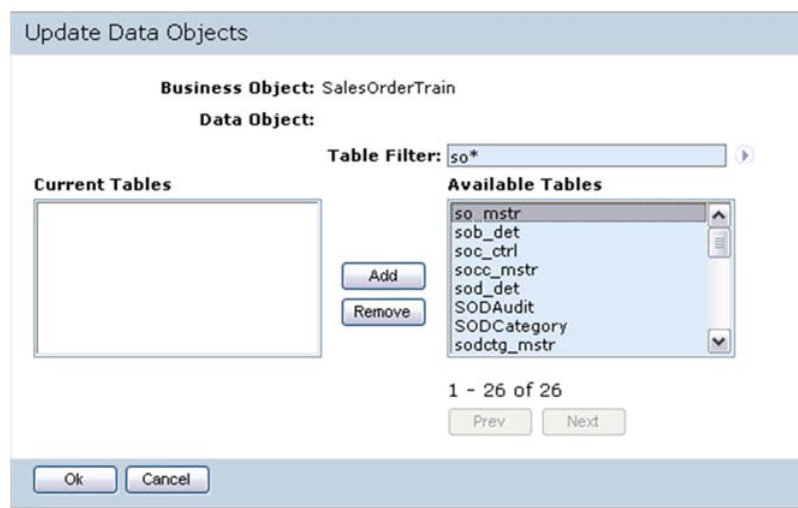 Update Data Objects
Business Object: SalesOrderTrain
Data Object:
Table Filter: so*
Current Tables
Available Tables
so_mstr
sob_det
soc_ctrl
socc_mstr
sod_det
SODAudit
SODCategory
sodctg_mstr
Add
Remove
1 - 26 of 26
Prev Next
Ok Cancel